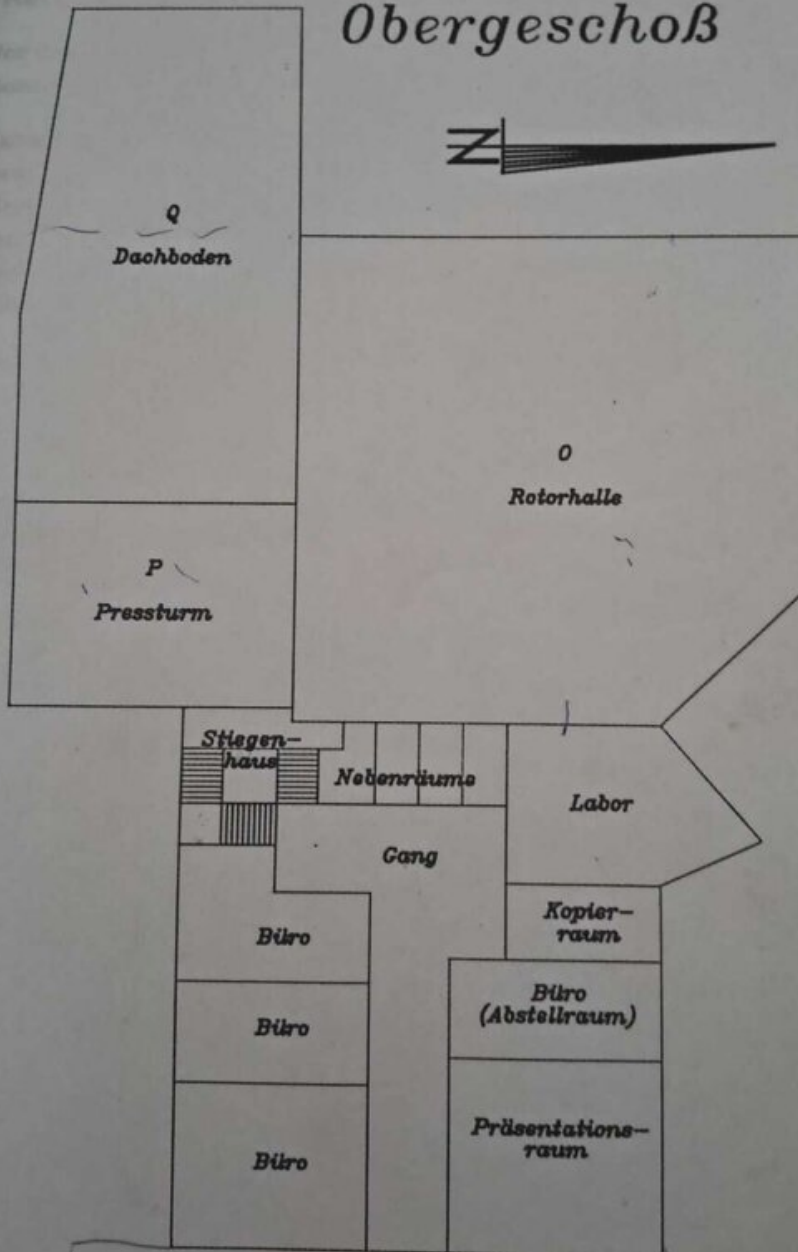 Obergeschoß
N
Q
Dachboden
O
Rotorhalle
P
Pressturm
Stiegen-
haus
Nebenräume
Labor
Gang
Kopier-
raum
Büro
Büro
(Abstellraum)
Büro
Präsentations-
raum
Büro